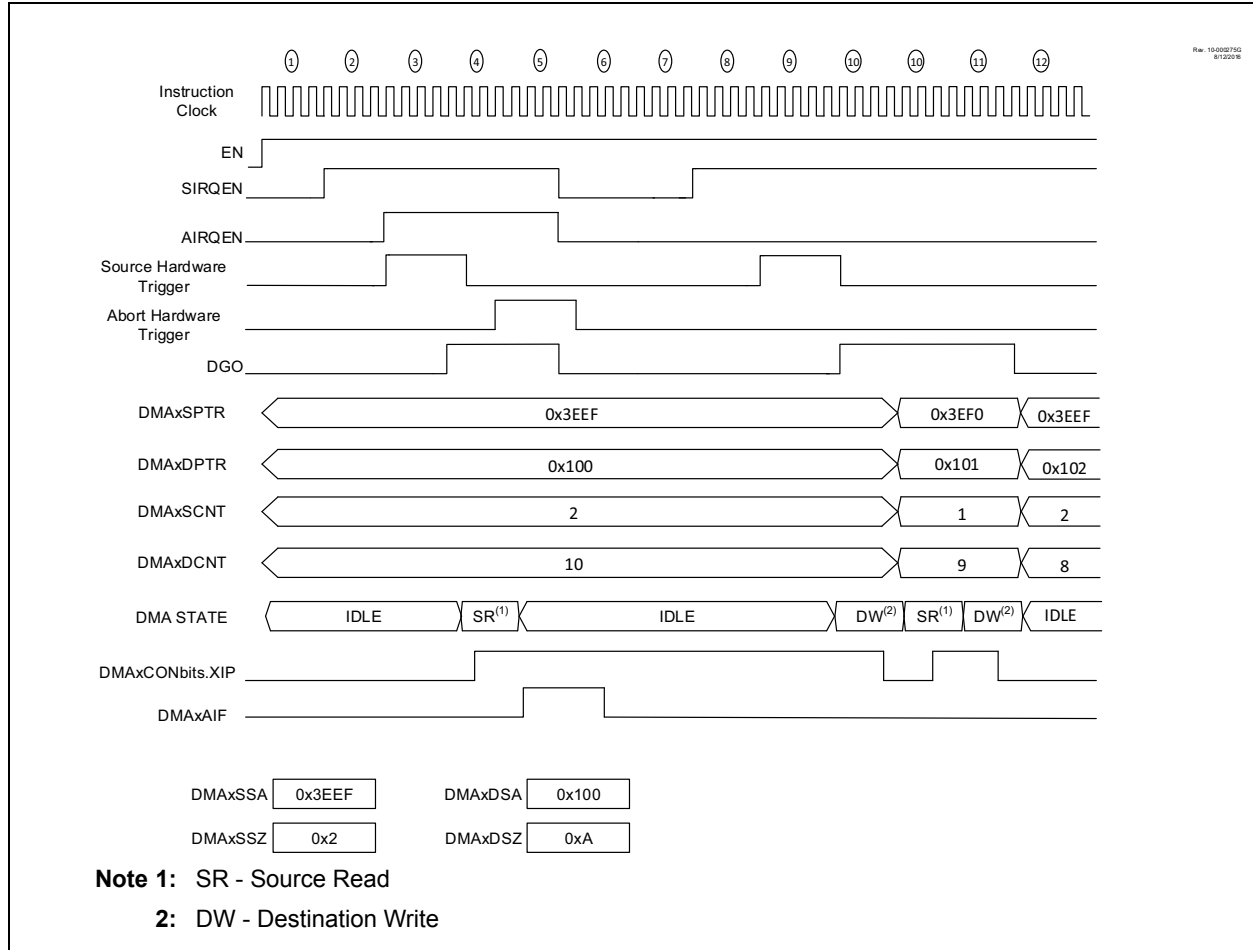 Rev. 10-000275G
8/12/2016
1 2 3 4 5 6 7 8 9 10 10 11 12
Instruction
Clock
EN
SIRQEN
AIRQEN
Source Hardware
Trigger
Abort Hardware
Trigger
DGO
DMAxSPTR 0x3EEF 0x3EF0 0x3EEF
DMAxDPTR 0x100 0x101 0x102
DMAxSCNT 2 1 2
DMAxDCNT 10 9 8
DMA STATE IDLE SR(1) IDLE DW(2) SR(1) DW(2) IDLE
DMAxCONbits.XIP
DMAxAIF
DMAxSSA 0x3EEF DMAxDSA 0x100
DMAxSSZ 0x2 DMAxDSZ 0xA
Note 1: SR - Source Read
2: DW - Destination Write